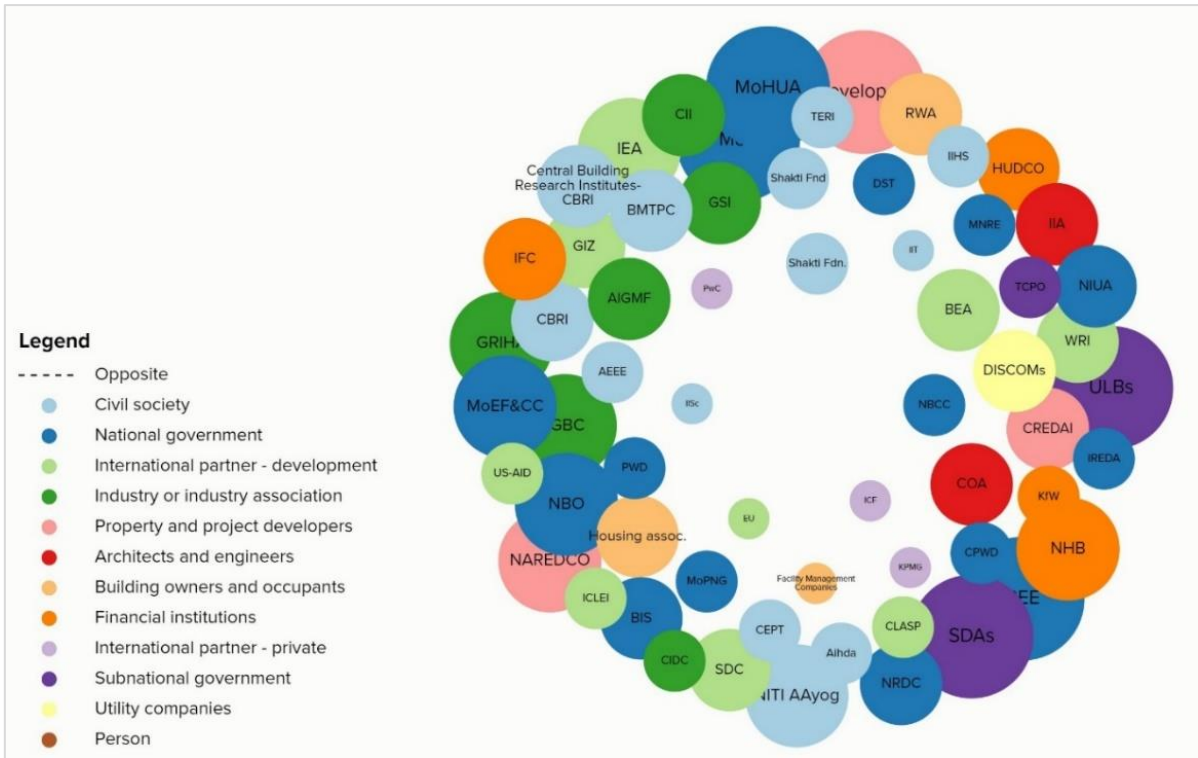 MoHUA
velop
CII
TERI
RWA
IEA
IIHS
HUDCO
Central Building
Research Institutes-
CBRI
Shakti Fnd
DST
BMTPC
GSI
MNRE
IIA
GIZ
IIT
IFC
Shakti Fdn.
TCPO
NIUA
PwC
AIGMF
BEA
CBRI
WRI
GRIHA
AEEE
DISCOMs
ULBs
MoEF&CC
IISc
NBCC
GBC
CREDAI
US-AID
PWD
IREDA
NBO
COA
KfW
ICF
EU
Housing assoc.
NHB
NAREDCO
CPWD
KPMG
MoPNG
Facility Management
Companies
ICLEI
EE
BIS
CEPT
CLASP
SDAs
CIDC
SDC
Aihda
NRDC
NITI AAyog
Legend
Opposite
Civil society
National government
International partner - development
Industry or industry association
Property and project developers
Architects and engineers
Building owners and occupants
Financial institutions
International partner - private
Subnational government
Utility companies
Person